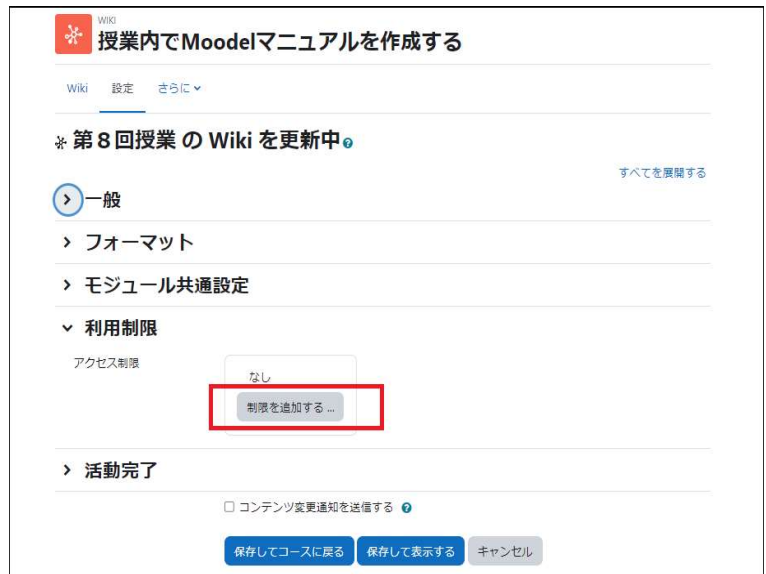 WIKI
授業内でMoodelマニュアルを作成する
Wiki 設定 さらに
第8回授業 の Wiki を更新中
すべてを展開する
一般
フォーマット
モジュール共通設定
利用制限
アクセス制限
なし
制限を追加する ...
活動完了
コンテンツ変更通知を送信する
保存してコースに戻る 保存して表示する キャンセル